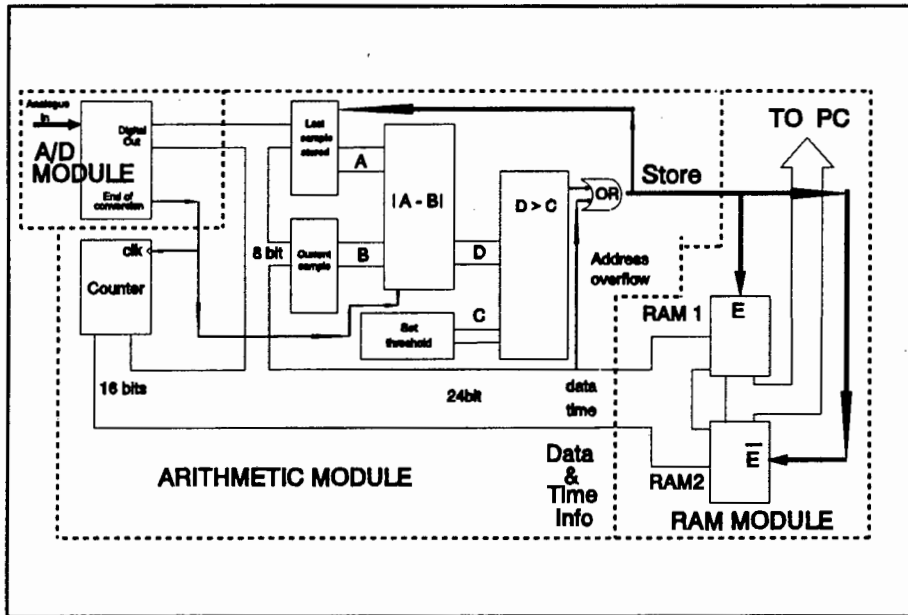 Analogue
In
A/D
MODULE
Digital
Out
End of
conversion
clk
Counter
16 bits
8 bit
Last
sample
stored
Current
sample
A
B
| A - B |
D
C
Set
threshold
D > C
OR
Store
Address
overflow
TO PC
RAM 1
E
RAM2
E̅
24bit
data
time
Data
&
Time
Info
ARITHMETIC MODULE
RAM MODULE